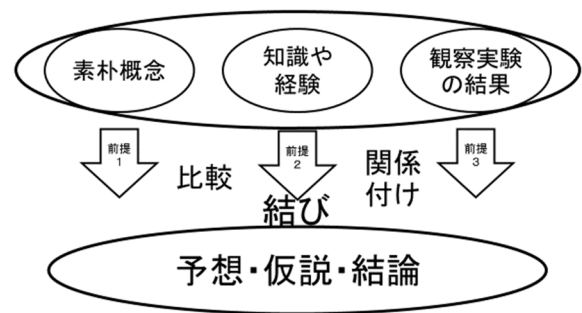 素朴概念
知識や
経験
観察実験
の結果
前提
1
前提
2
前提
3
比較
関係
付け
結び
予想・仮説・結論